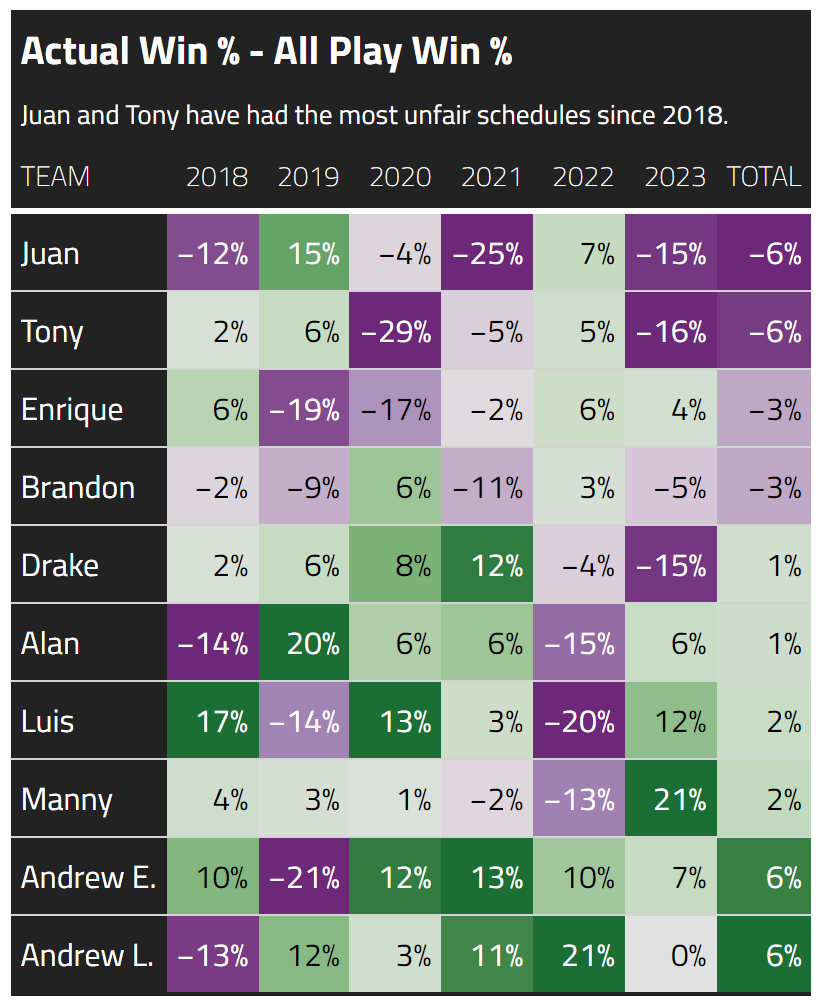 Actual Win % - All Play Win %
Juan and Tony have had the most unfair schedules since 2018.
TEAM 2018 2019 2020 2021 2022 2023 TOTAL
Juan −12% 15% −4% −25% 7% −15% −6%
Tony 2% 6% −29% −5% 5% −16% −6%
Enrique 6% −19% −17% −2% 6% 4% −3%
Brandon −2% −9% 6% −11% 3% −5% −3%
Drake 2% 6% 8% 12% −4% −15% 1%
Alan −14% 20% 6% 6% −15% 6% 1%
Luis 17% −14% 13% 3% −20% 12% 2%
Manny 4% 3% 1% −2% −13% 21% 2%
Andrew E. 10% −21% 12% 13% 10% 7% 6%
Andrew L. −13% 12% 3% 11% 21% 0% 6%